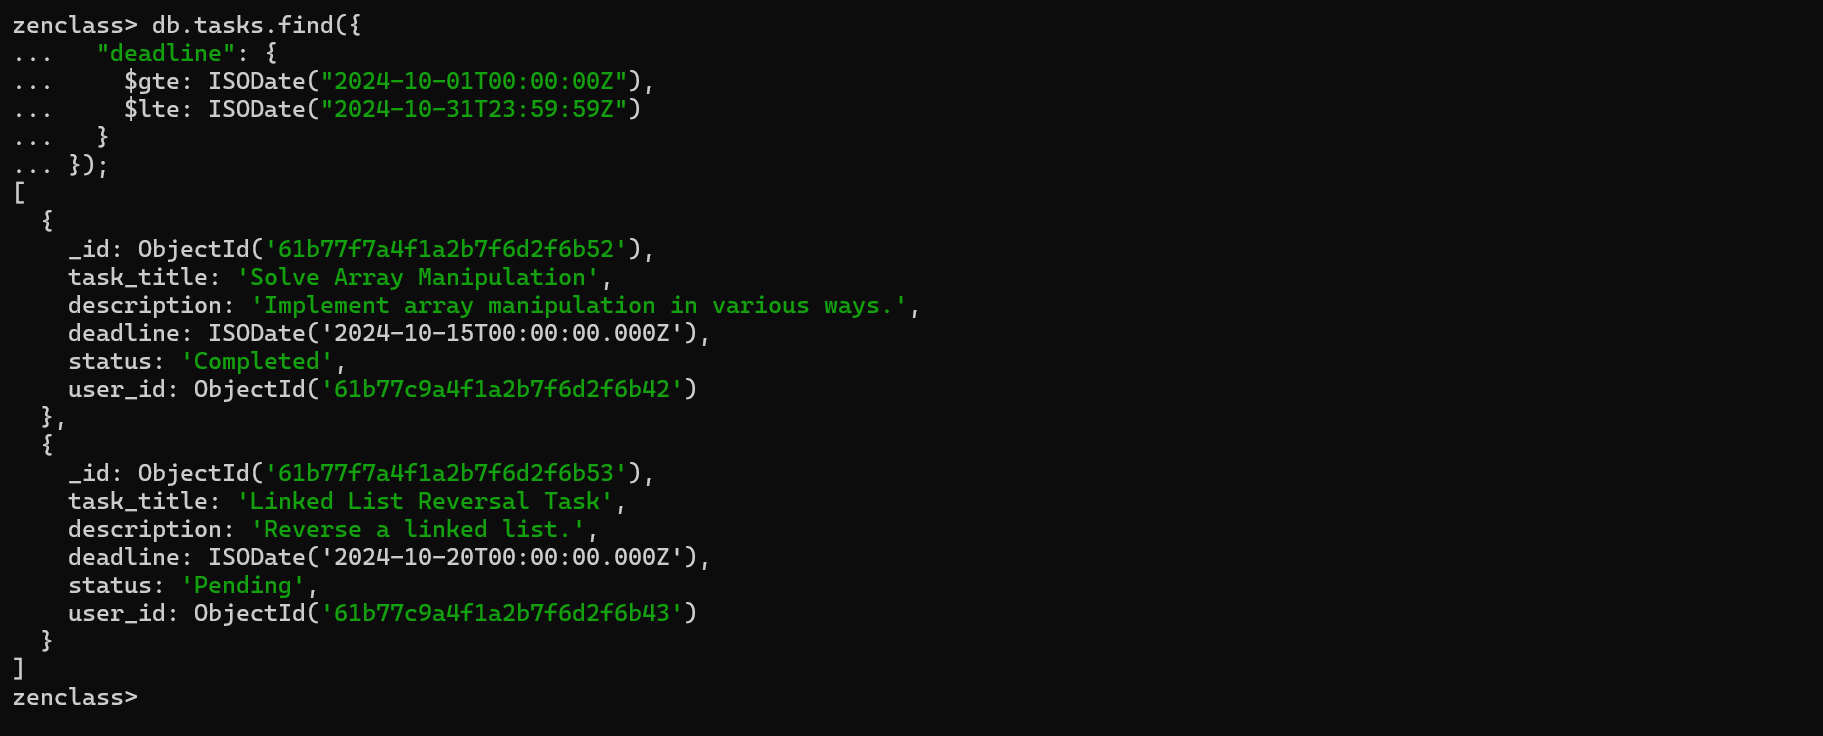 zenclass> db.tasks.find({
...   "deadline": {
...     $gte: ISODate("2024-10-01T00:00:00Z"),
...     $lte: ISODate("2024-10-31T23:59:59Z")
...   }
... });
[
  {
    _id: ObjectId('61b77f7a4f1a2b7f6d2f6b52'),
    task_title: 'Solve Array Manipulation',
    description: 'Implement array manipulation in various ways.',
    deadline: ISODate('2024-10-15T00:00:00.000Z'),
    status: 'Completed',
    user_id: ObjectId('61b77c9a4f1a2b7f6d2f6b42')
  },
  {
    _id: ObjectId('61b77f7a4f1a2b7f6d2f6b53'),
    task_title: 'Linked List Reversal Task',
    description: 'Reverse a linked list.',
    deadline: ISODate('2024-10-20T00:00:00.000Z'),
    status: 'Pending',
    user_id: ObjectId('61b77c9a4f1a2b7f6d2f6b43')
  }
]
zenclass>